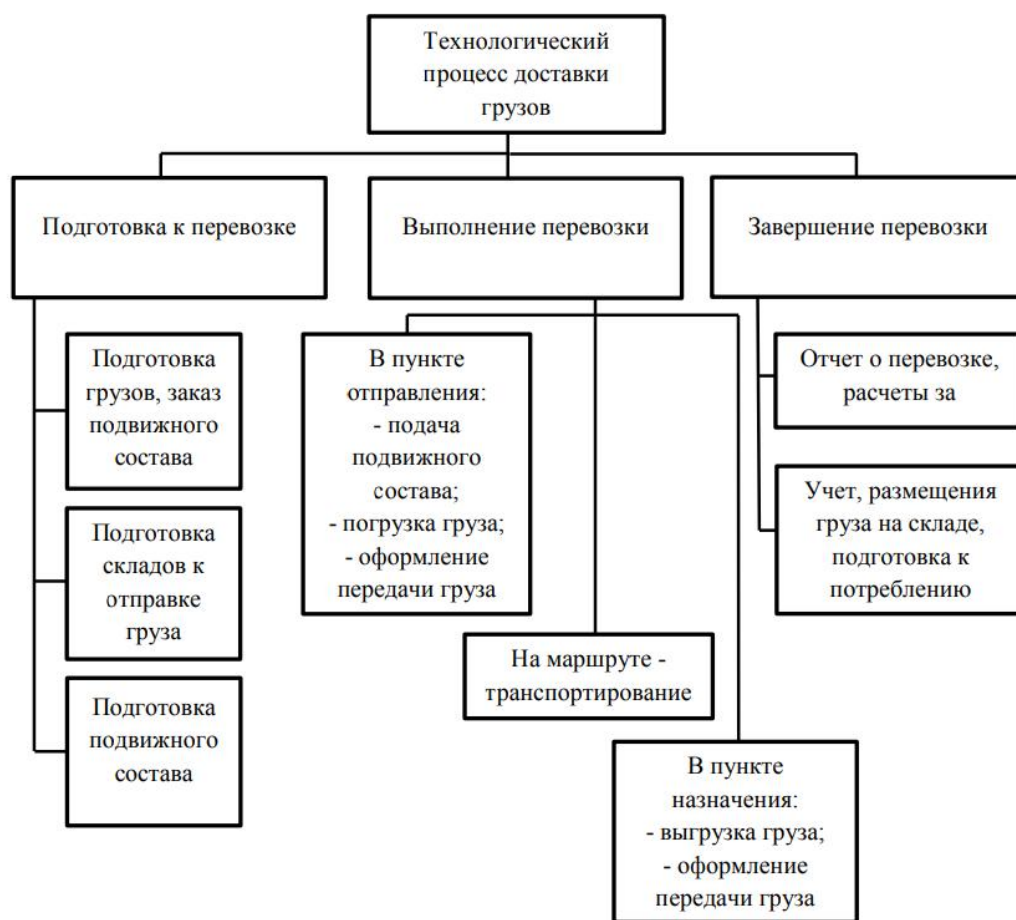 Технологический
процесс доставки
грузов
Подготовка к перевозке
Выполнение перевозки
Завершение перевозки
Подготовка
грузов, заказ
подвижного
состава
Подготовка
складов к
отправке
груза
Подготовка
подвижного
состава
В пункте
отправления:
- подача
подвижного
состава;
- погрузка груза;
- оформление
передачи груза
На маршруте -
транспортирование
В пункте
назначения:
- выгрузка груза;
- оформление
передачи груза
Отчет о перевозке,
расчеты за
Учет, размещения
груза на складе,
подготовка к
потреблению